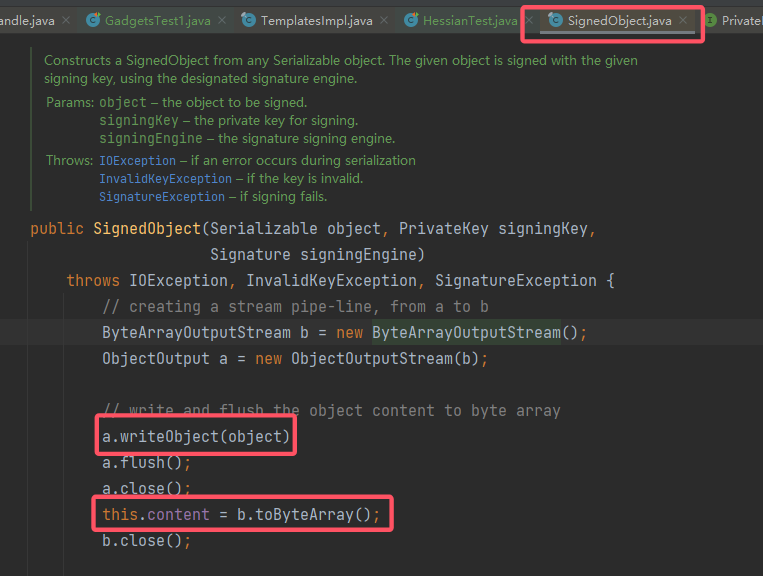 andle.java × GadgetsTest1.java × TemplatesImpl.java × HessianTest.java × SignedObject.java × I Private
Constructs a SignedObject from any Serializable object. The given object is signed with the given
signing key, using the designated signature engine.
Params: object – the object to be signed.
signingKey – the private key for signing.
signingEngine – the signature signing engine.
Throws: IOException – if an error occurs during serialization
InvalidKeyException – if the key is invalid.
SignatureException – if signing fails.
public SignedObject(Serializable object, PrivateKey signingKey,
Signature signingEngine)
throws IOException, InvalidKeyException, SignatureException {
// creating a stream pipe-line, from a to b
ByteArrayOutputStream b = new ByteArrayOutputStream();
ObjectOutput a = new ObjectOutputStream(b);
// write and flush the object content to byte array
a.writeObject(object)
a.flush();
a.close();
this.content = b.toByteArray();
b.close();